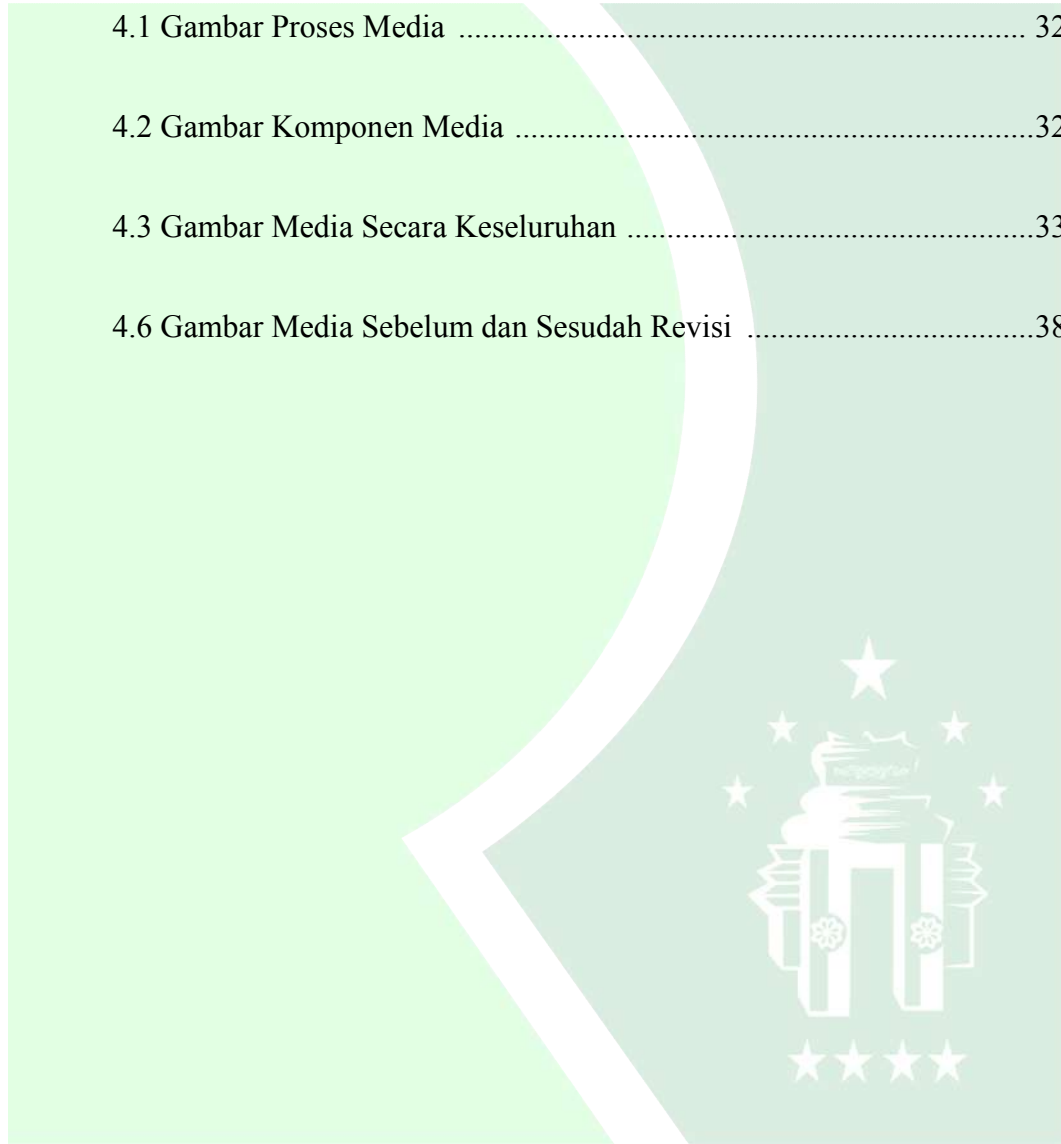 4.1 Gambar Proses Media ........................................................................ 32
4.2 Gambar Komponen Media ..................................................................32
4.3 Gambar Media Secara Keseluruhan ....................................................33
4.6 Gambar Media Sebelum dan Sesudah Revisi ....................................38